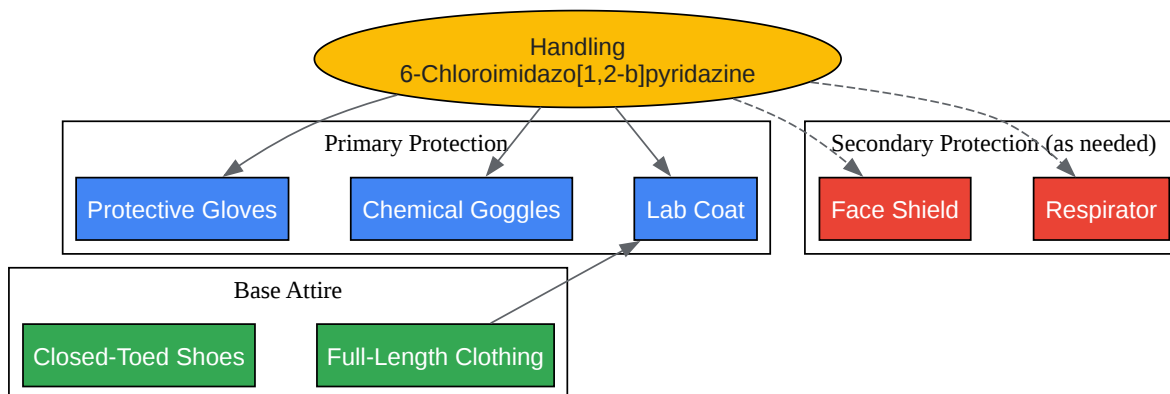 Handling
6-Chloroimidazo[1,2-b]pyridazine
Primary Protection
Secondary Protection (as needed)
Protective Gloves
Chemical Goggles
Lab Coat
Face Shield
Respirator
Base Attire
Closed-Toed Shoes
Full-Length Clothing